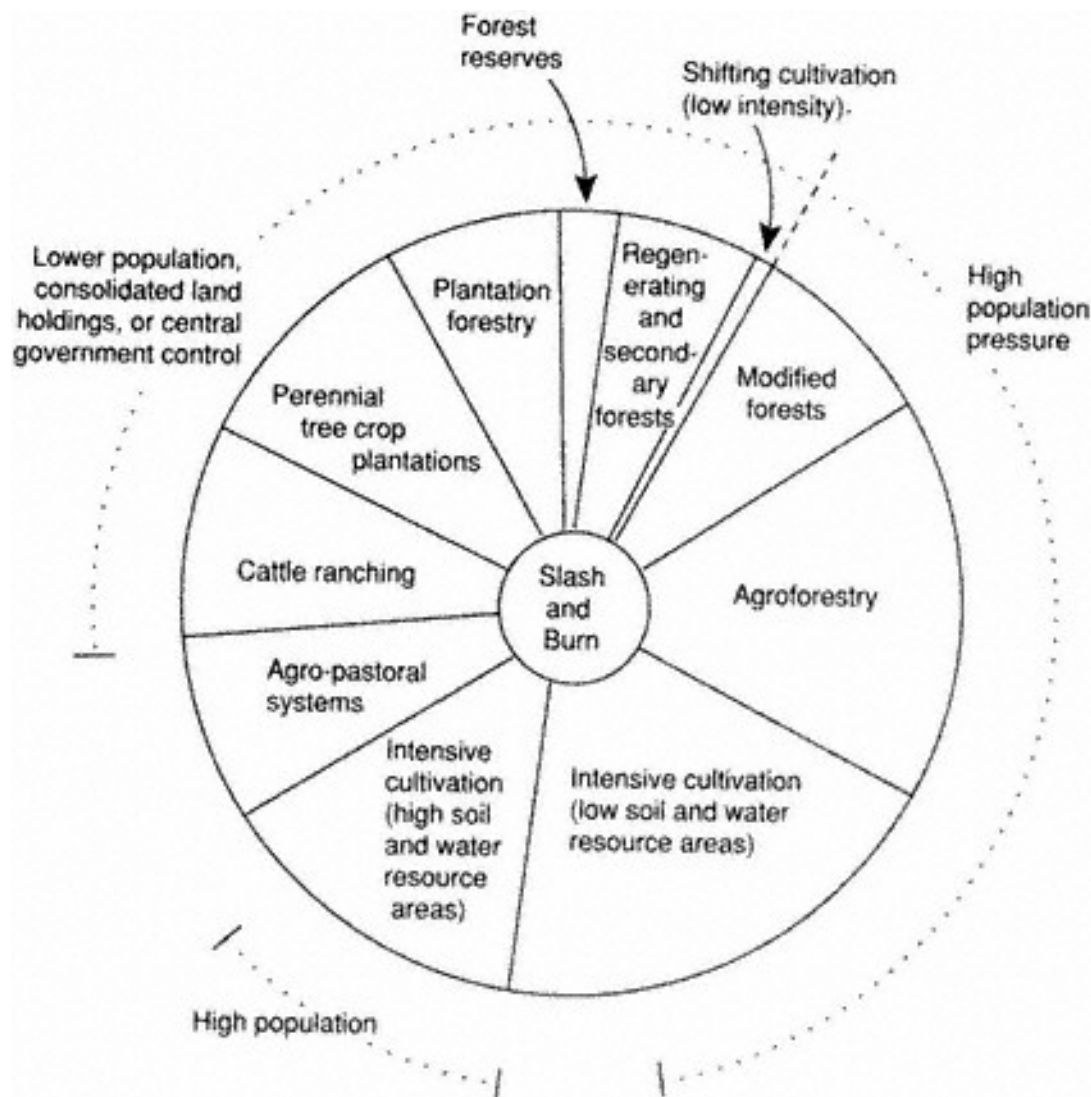 Forest
reserves
Shifting cultivation
(low intensity).
Lower population,
consolidated land
holdings, or central
government control
High
population
pressure
Plantation
forestry
Regen-
erating
and
second-
ary
forests
Modified
forests
Perennial
tree crop
plantations
Cattle ranching
Slash
and
Burn
Agroforestry
Agro-pastoral
systems
Intensive
cultivation
(high soil
and water
resource
areas)
Intensive cultivation
(low soil and water
resource areas)
High population